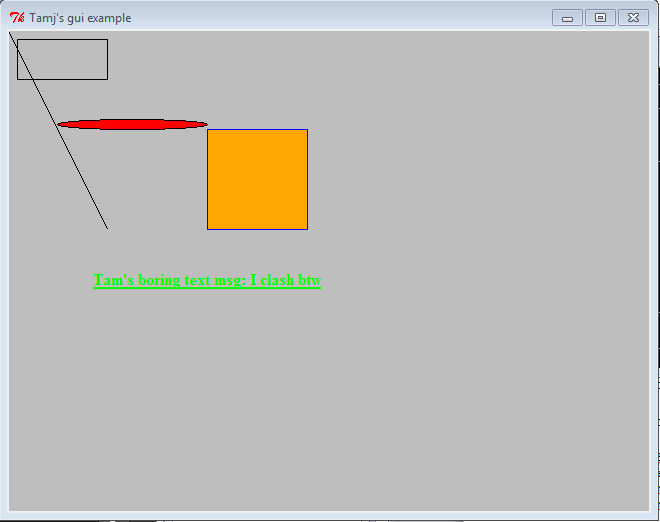 Tamj's gui example
Tam's boring text msg: I clash btw